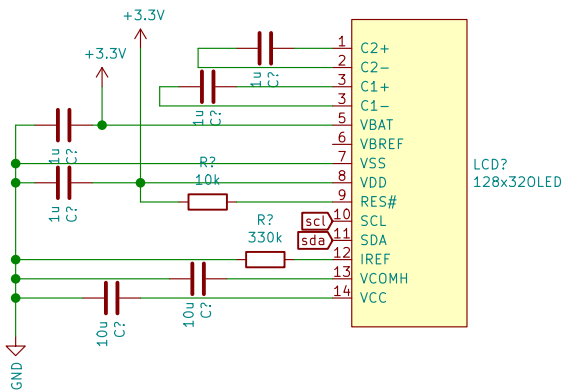 +3.3V
+3.3V
1u
C?
1u
C?
1u
C?
1u
C?
R?
10k
R?
330k
10u
C?
10u
C?
scl
sda
GND
1 C2+
2 C2-
3 C1+
3 C1-
5 VBAT
6 VBREF
7 VSS
8 VDD
9 RES#
10 SCL
11 SDA
12 IREF
13 VCOMH
14 VCC
LCD?
128x32OLED